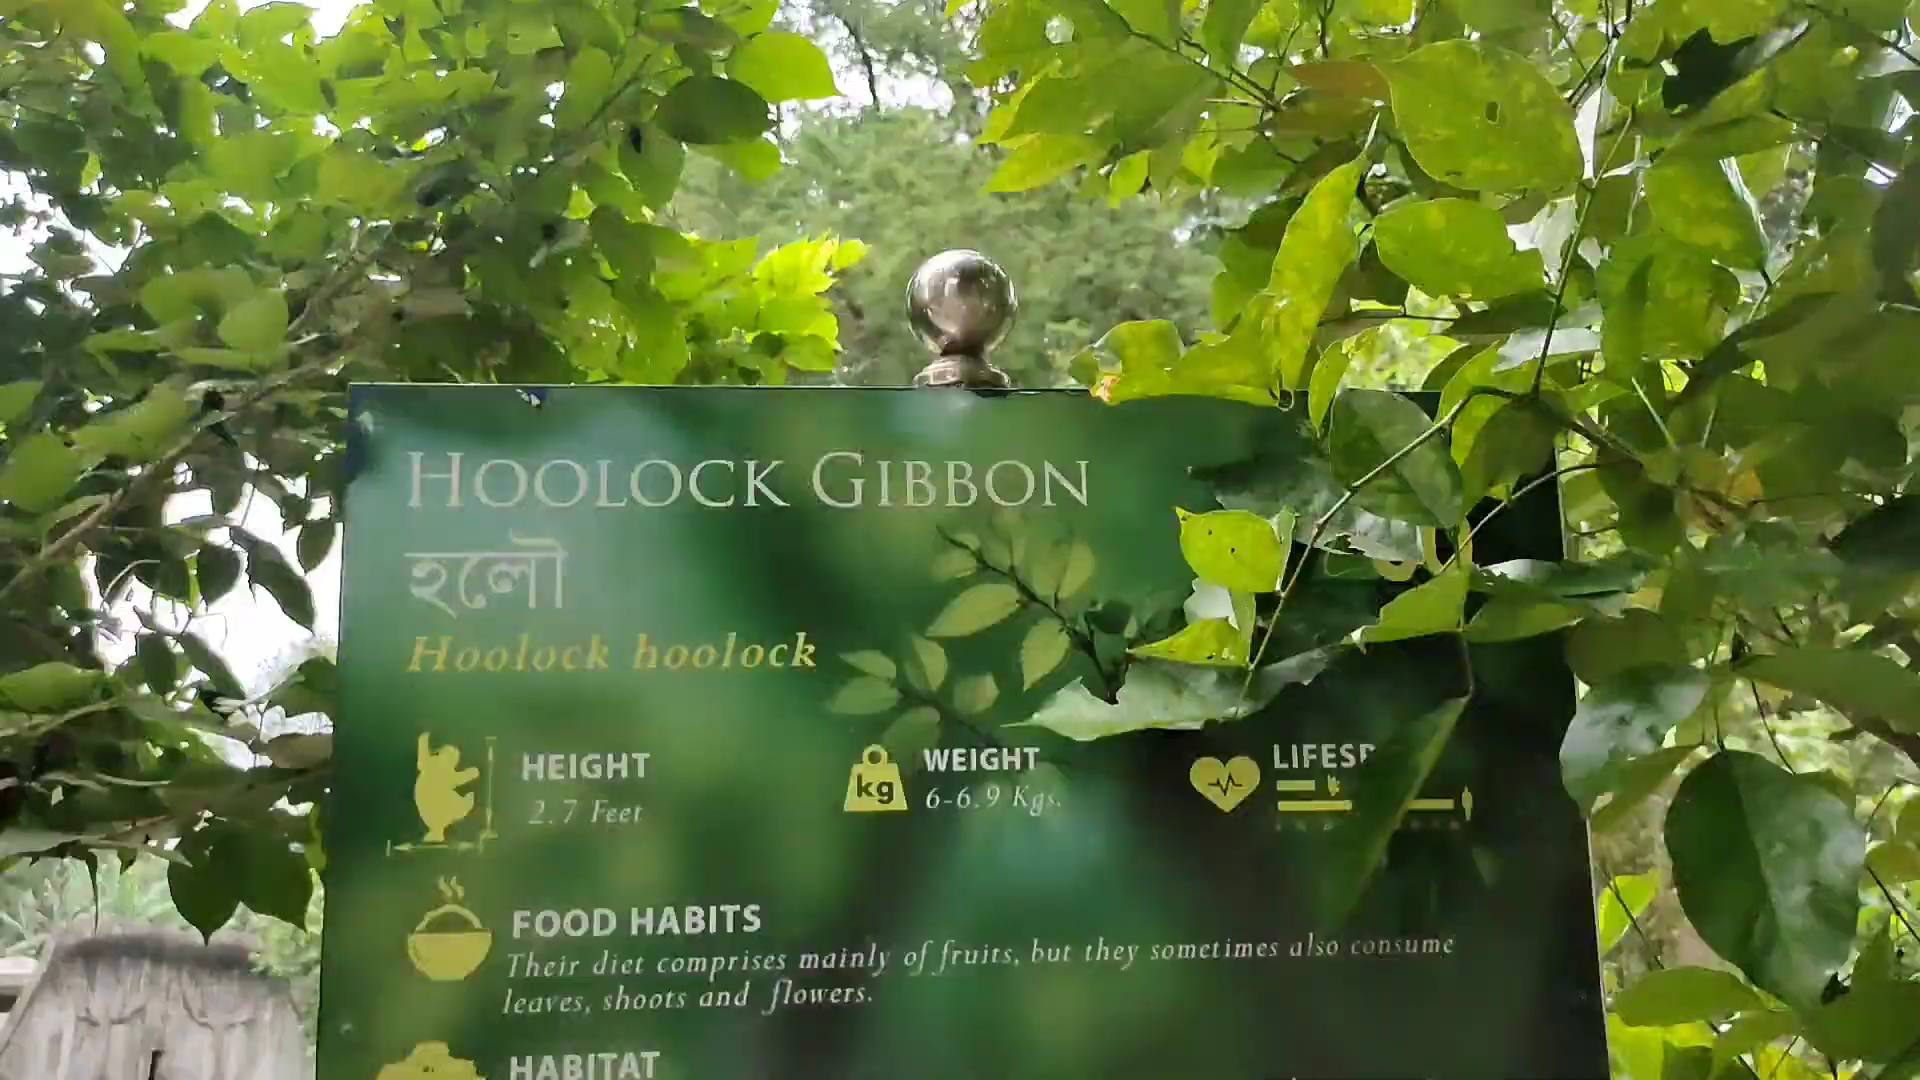 HOOLOCK GIBBON
হলৌ
Hoolock hoolock
HEIGHT
2.7 Feet
WEIGHT
6-6.9 Kgs.
kg
FOOD HABITS
Their diet comprises mainly of fruits, but they sometimes also consume
leaves, shoots and flowers.
HABITAT